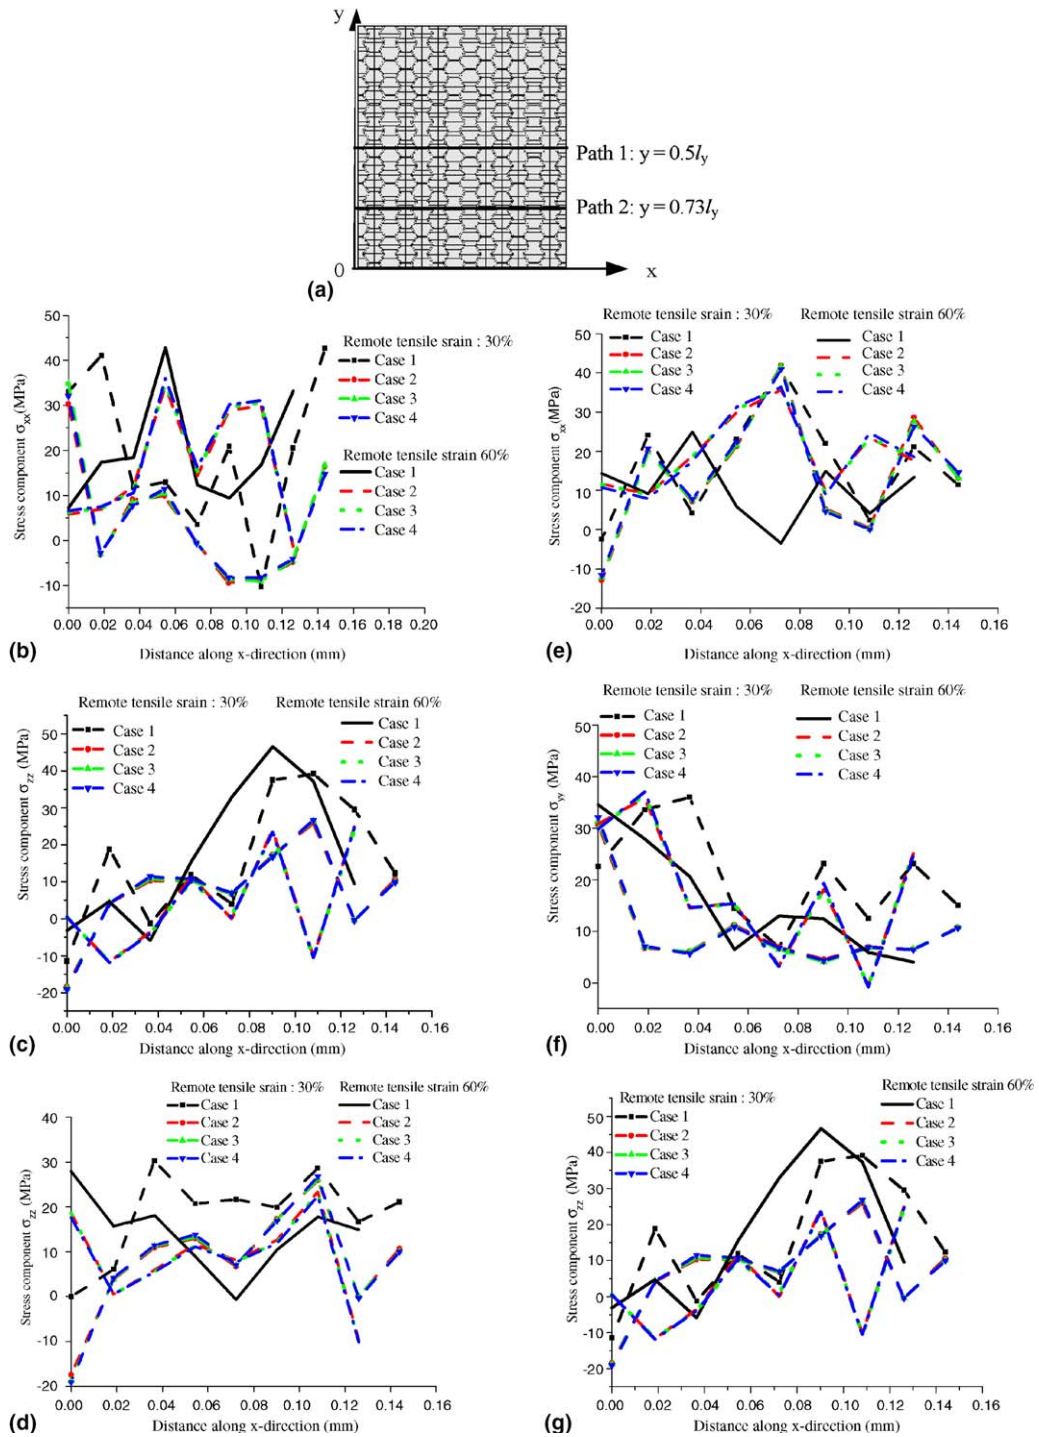 y
Path 1: y = 0.5ly
Path 2: y = 0.73ly
0
x
(a)
Stress component σxx (MPa)
50
40
30
20
10
0
-10
0.00 0.02 0.04 0.06 0.08 0.10 0.12 0.14 0.16 0.18 0.20
Distance along x-direction (mm)
Remote tensile srain : 30%
Case 1
Case 2
Case 3
Case 4
Remote tensile strain 60%
Case 1
Case 2
Case 3
Case 4
(b)
Remote tensile srain : 30% Remote tensile strain 60%
Case 1
Case 2
Case 3
Case 4
Case 1
Case 2
Case 3
Case 4
Stress component σxx (MPa)
50
40
30
20
10
0
-10
-20
0.00 0.02 0.04 0.06 0.08 0.10 0.12 0.14 0.16
Distance along x-direction (mm)
(e)
Remote tensile srain : 30% Remote tensile strain 60%
Case 1
Case 2
Case 3
Case 4
Case 1
Case 2
Case 3
Case 4
Stress component σzz (MPa)
50
40
30
20
10
0
-10
-20
0.00 0.02 0.04 0.06 0.08 0.10 0.12 0.14 0.16
Distance along x-direction (mm)
(c)
Remote tensile srain : 30% Remote tensile strain 60%
Case 1
Case 2
Case 3
Case 4
Case 1
Case 2
Case 3
Case 4
Stress component σyy (MPa)
50
40
30
20
10
0
0.00 0.02 0.04 0.06 0.08 0.10 0.12 0.14 0.16
Distance along x-direction (mm)
(f)
Remote tensile srain : 30% Remote tensile strain 60%
Case 1
Case 2
Case 3
Case 4
Case 1
Case 2
Case 3
Case 4
Stress component σzz (MPa)
40
30
20
10
0
-10
-20
0.00 0.02 0.04 0.06 0.08 0.10 0.12 0.14 0.16
Distance along x-direction (mm)
(d)
Remote tensile srain : 30% Remote tensile strain 60%
Case 1
Case 2
Case 3
Case 4
Case 1
Case 2
Case 3
Case 4
Stress component σzz (MPa)
50
40
30
20
10
0
-10
-20
0.00 0.02 0.04 0.06 0.08 0.10 0.12 0.14 0.16
Distance along x-direction (mm)
(g)